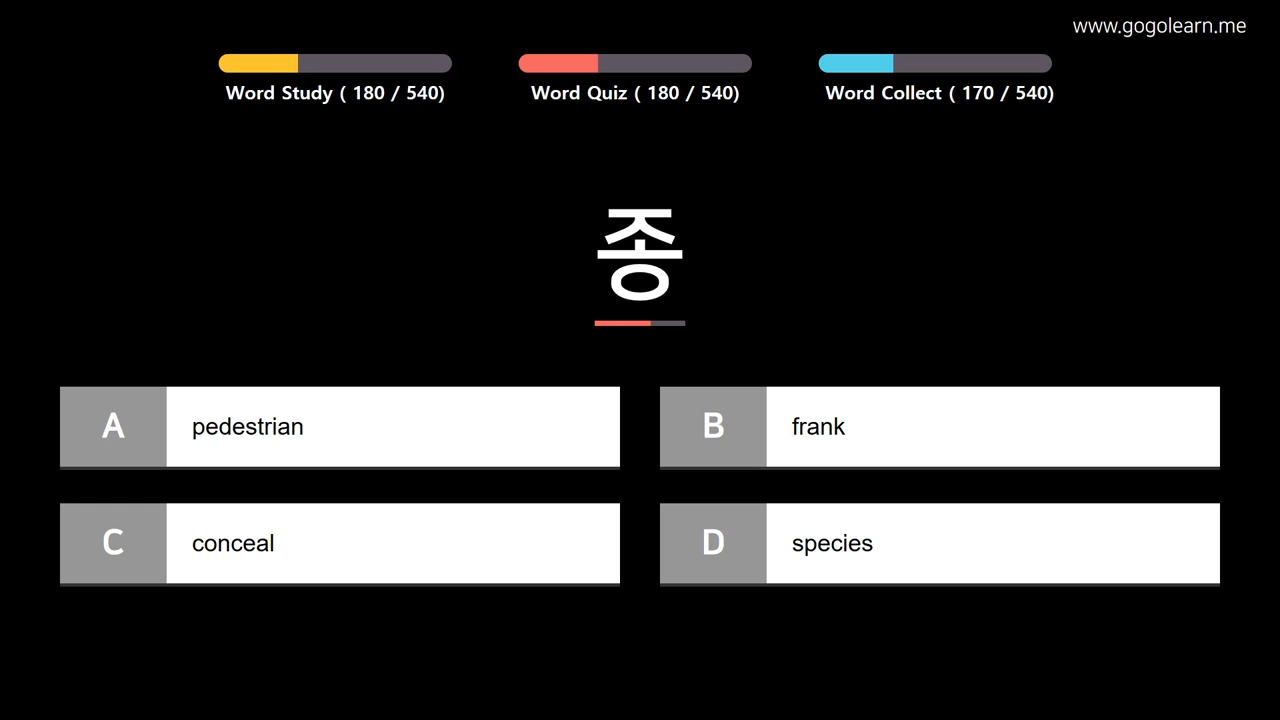 www.gogolearn.me
Word Study ( 180 / 540)
Word Quiz ( 180 / 540)
Word Collect ( 170 / 540)
종
A pedestrian
B frank
C conceal
D species